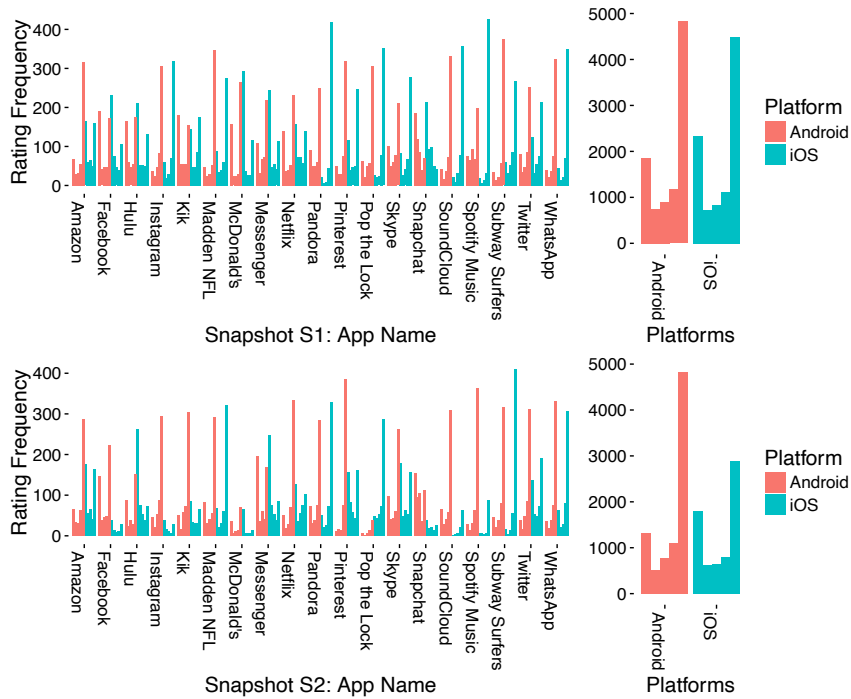 Rating Frequency
400
300
200
100
0
Amazon
Facebook
Hulu
Instagram
Kik
Madden NFL
McDonald's
Messenger
Netflix
Pandora
Pinterest
Pop the Lock
Skype
Snapchat
SoundCloud
Spotify Music
Subway Surfers
Twitter
WhatsApp
Snapshot S1: App Name
5000
4000
3000
2000
1000
0
Android
iOS
Platforms
Platform
Android
iOS
Rating Frequency
400
300
200
100
0
Amazon
Facebook
Hulu
Instagram
Kik
Madden NFL
McDonald's
Messenger
Netflix
Pandora
Pinterest
Pop the Lock
Skype
Snapchat
SoundCloud
Spotify Music
Subway Surfers
Twitter
WhatsApp
Snapshot S2: App Name
5000
4000
3000
2000
1000
0
Android
iOS
Platforms
Platform
Android
iOS